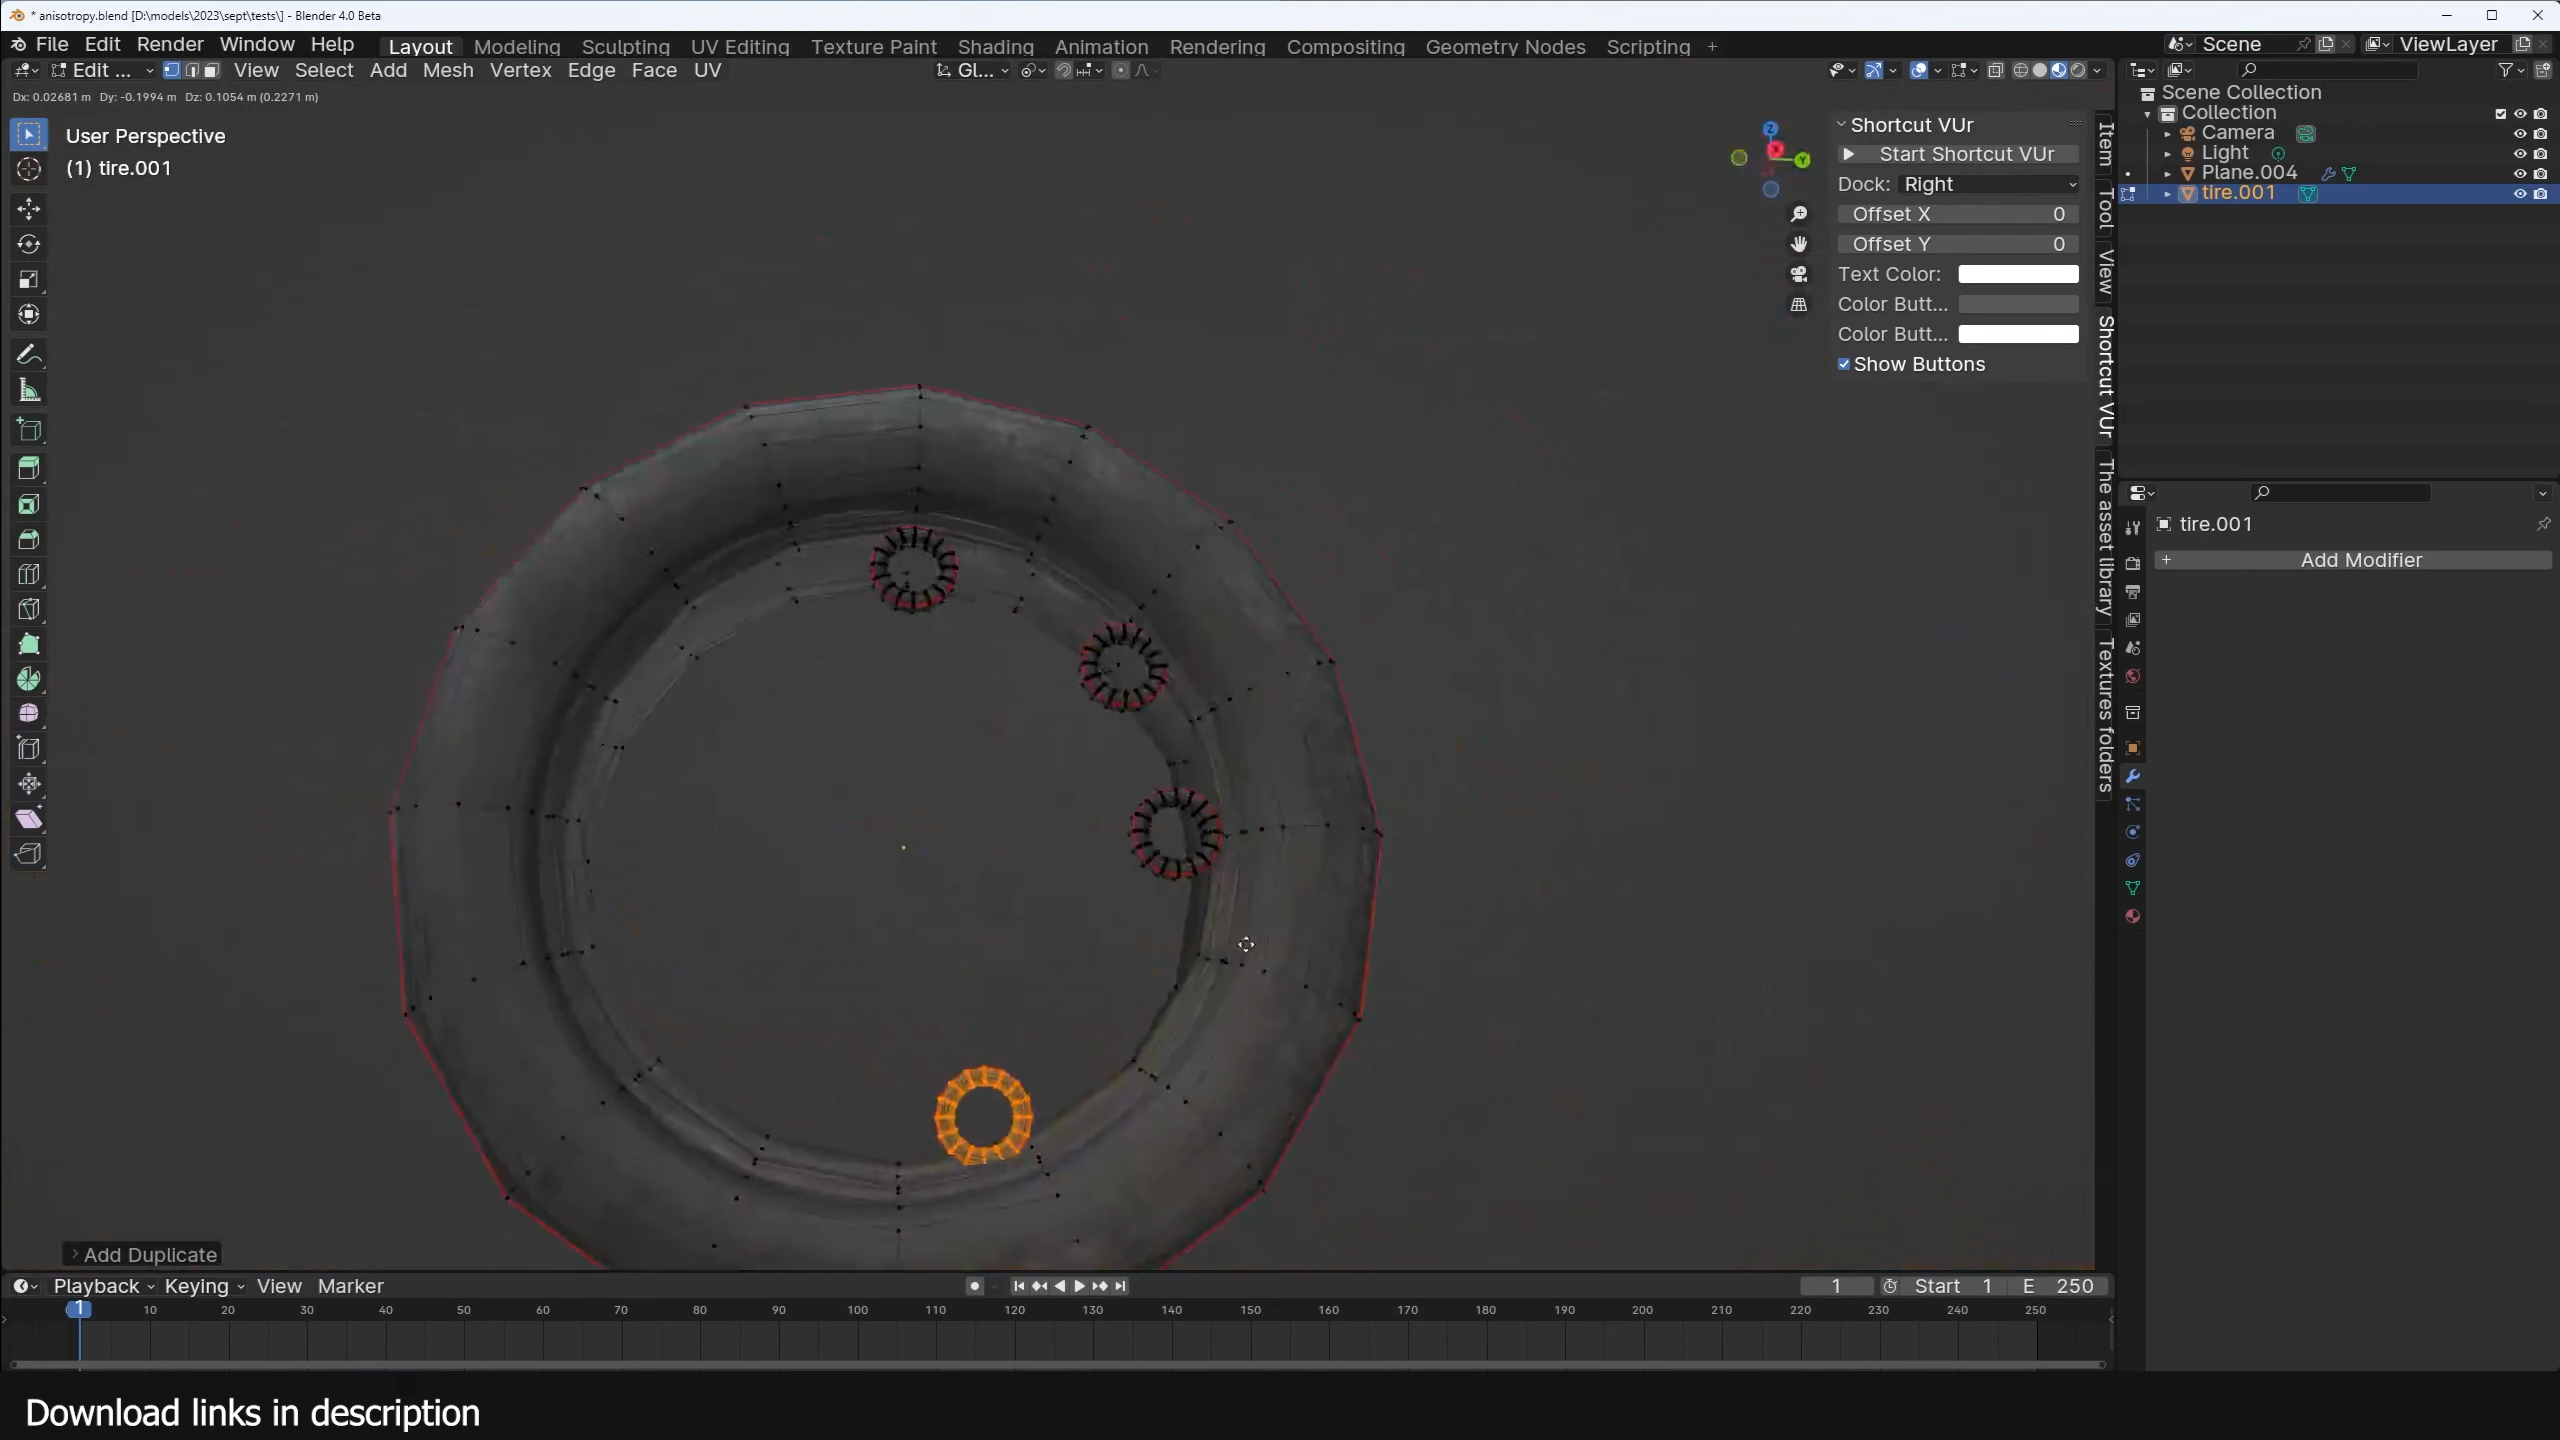 * anisotropy.blend [D:\models\2023\sept\tests\] - Blender 4.0 Beta
File Edit Render Window Help Layout Modeling Sculpting UV Editing Texture Paint Shading Animation Rendering Compositing Geometry Nodes Scripting + Scene ViewLayer
Edit ... View Select Add Mesh Vertex Edge Face UV Gl...
Dx: 0.02681 m Dy: -0.1994 m Dz: 0.1054 m (0.2271 m)
User Perspective
(1) tire.001
Z
Y
Shortcut VUr
Start Shortcut VUr
Dock: Right
Offset X 0
Offset Y 0
Text Color:
Color Butt...
Color Butt...
Show Buttons
Item
Tool
View
Shortcut VUr
The asset library
Textures folders
Scene Collection
Collection
Camera
Light
Plane.004
tire.001
tire.001
+ Add Modifier
Add Duplicate
Playback Keying View Marker 1 Start 1 E 250
1 10 20 30 40 50 60 70 80 90 100 110 120 130 140 150 160 170 180 190 200 210 220 230 240 250
Download links in description